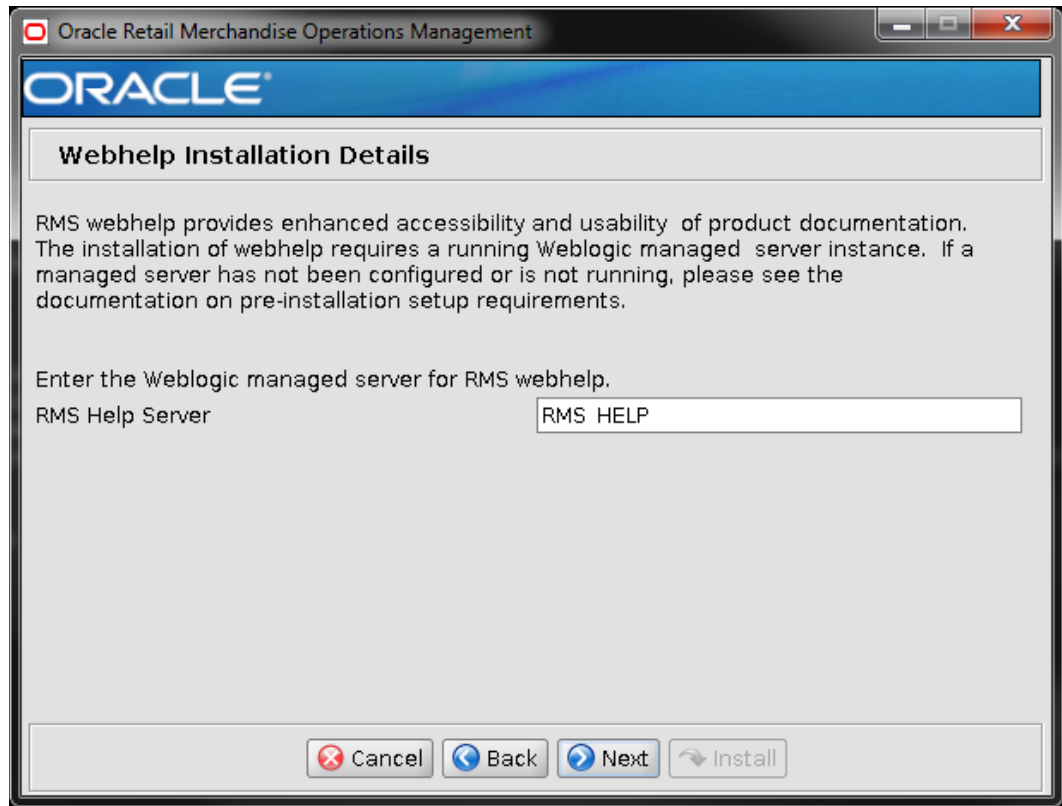 Oracle Retail Merchandise Operations Management
ORACLE®
Webhelp Installation Details
RMS webhelp provides enhanced accessibility and usability of product documentation.
The installation of webhelp requires a running Weblogic managed server instance. If a
managed server has not been configured or is not running, please see the
documentation on pre-installation setup requirements.
Enter the Weblogic managed server for RMS webhelp.
RMS Help Server RMS HELP
Cancel Back Next Install